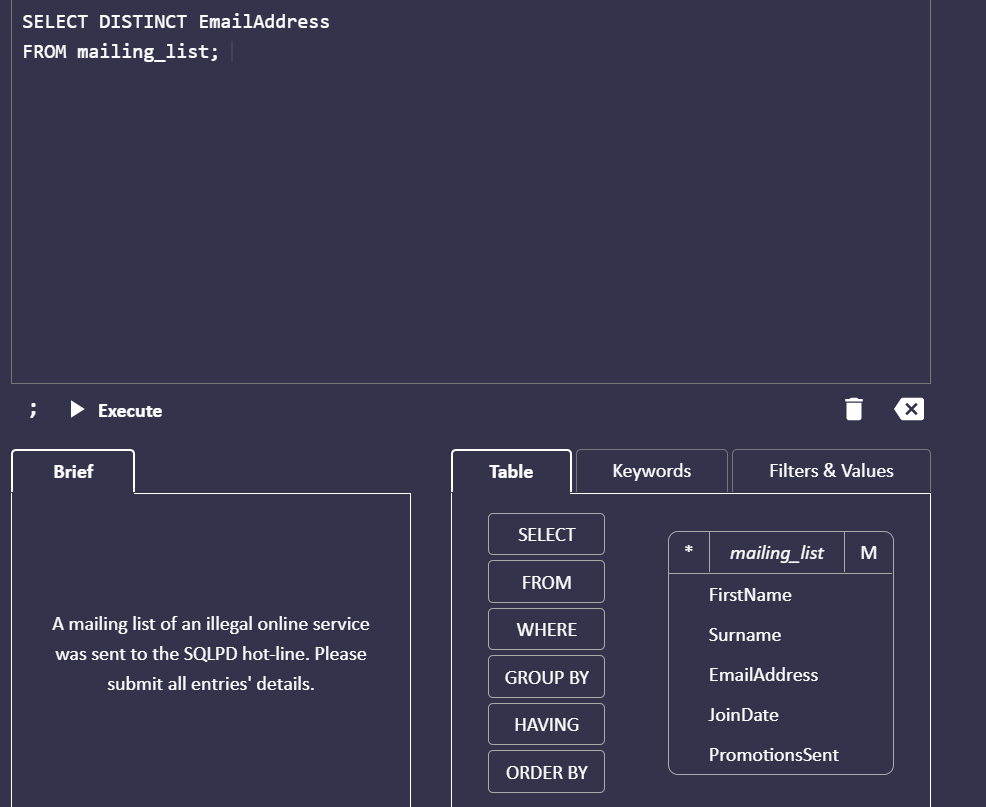 SELECT DISTINCT EmailAddress
FROM mailing_list;
; Execute
Brief
A mailing list of an illegal online service
was sent to the SQLPD hot-line. Please
submit all entries' details.
Table Keywords Filters & Values
SELECT
FROM
WHERE
GROUP BY
HAVING
ORDER BY
* mailing_list M
FirstName
Surname
EmailAddress
JoinDate
PromotionsSent